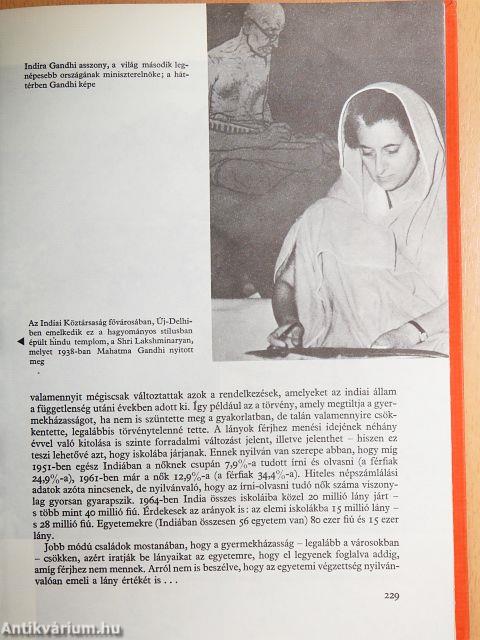 Indira Gandhi asszony, a világ második leg-
népesebb országának miniszterelnöke; a hát-
térben Gandhi képe
Az Indiai Köztársaság fővárosában, Új-Delhi-
ben emelkedik ez a hagyományos stílusban
épült hindu templom, a Shri Lakshminaryan,
melyet 1938-ban Mahatma Gandhi nyitott
meg
valamennyit mégiscsak változtattak azok a rendelkezések, amelyeket az indiai állam
a függetlenség utáni években adott ki. Így például az a törvény, amely megtiltja a gyer-
mekházasságot, ha nem is szüntette meg a gyakorlatban, de talán valamennyire csök-
kentette, legalábbis törvénytelenné tette. A lányok férjhez menési idejének néhány
évvel való kitolása is szinte forradalmi változást jelent, illetve jelenthet – hiszen ez
teszi lehetővé azt, hogy iskolába járjanak. Ennek nyilván van szerepe abban, hogy míg
1951-ben egész Indiában a nőknek csupán 7,9%-a tudott írni és olvasni (a férfiak
24,9%-a), 1961-ben már a nők 12,9%-a (a férfiak 34,4%-a). Hiteles népszámlálási
adatok azóta nincsenek, de nyilvánvaló, hogy az írni-olvasni tudó nők száma viszony-
lag gyorsan gyarapszik. 1964-ben India összes iskoláiba közel 20 millió lány járt –
s több mint 40 millió fiú. Érdekesek az arányok is: az elemi iskolákba 15 millió lány –
s 28 millió fiú. Egyetemekre (Indiában összesen 56 egyetem van) 80 ezer fiú és 15 ezer
lány.
Jobb módú családok mostanában, hogy a gyermekházasság – legalább a városokban
– csökken, azért íratják be lányaikat az egyetemre, hogy el legyenek foglalva addig,
amíg férjhez nem mennek. Arról nem is beszélve, hogy az egyetemi végzettség nyilván-
valóan emeli a lány értékét is . . .
229
Antikvárium.hu